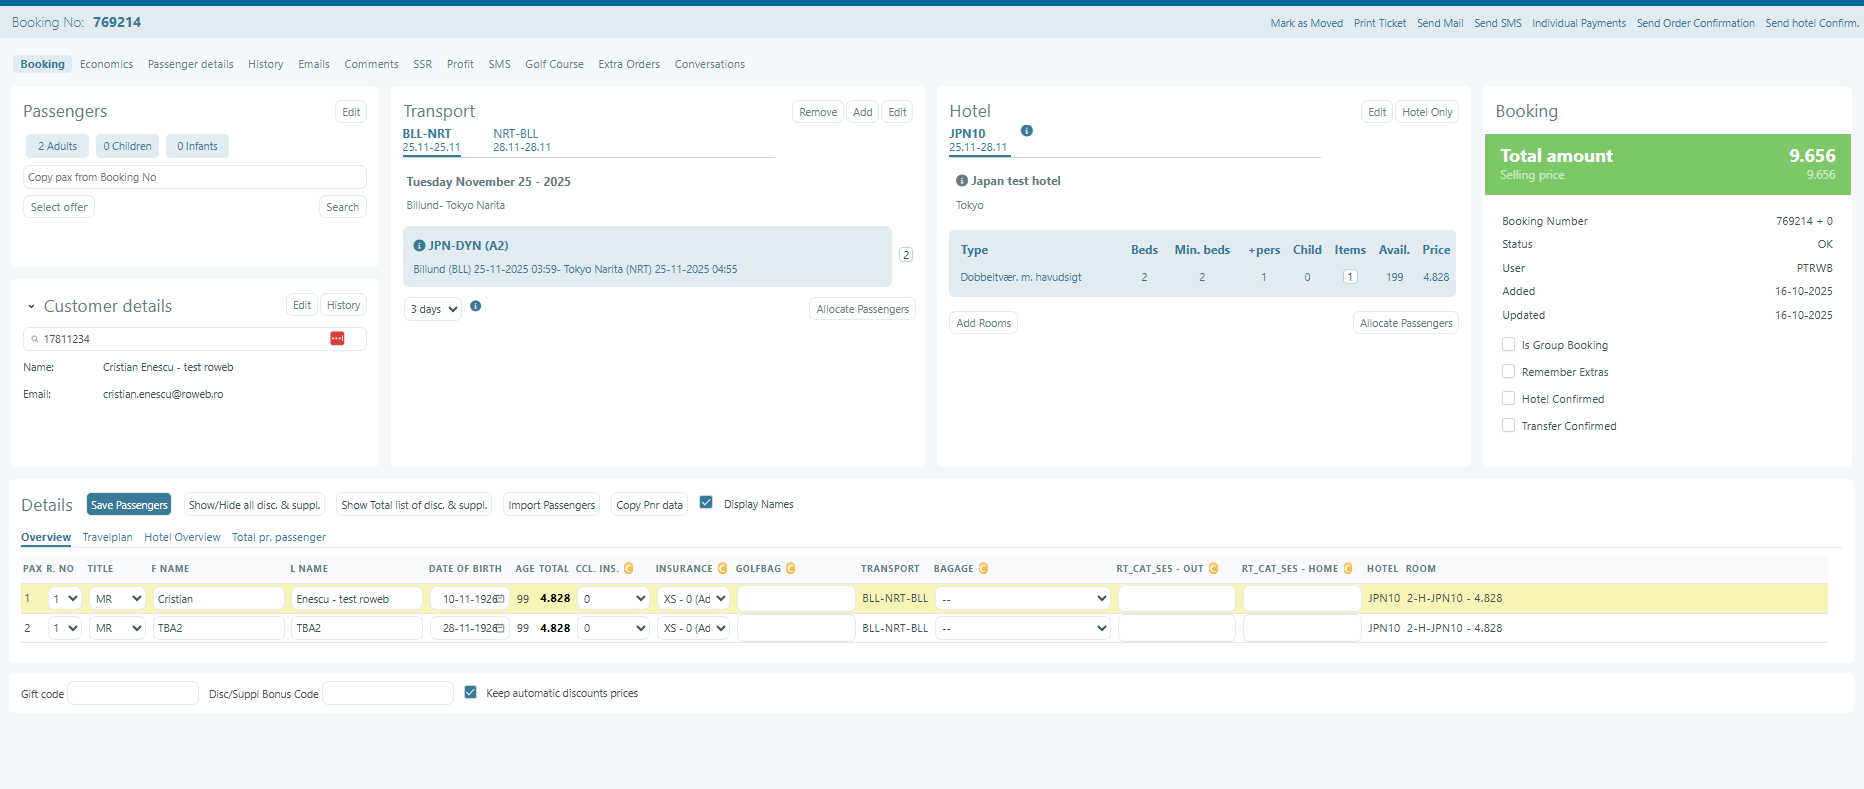 Booking No: 769214
Mark as Moved Print Ticket Send Mail Send SMS Individual Payments Send Order Confirmation Send hotel Confirm.
Booking Economics Passenger details History Emails Comments SSR Profit SMS Golf Course Extra Orders Conversations
Passengers Edit
2 Adults 0 Children 0 Infants
Copy pax from Booking No
Select offer Search
Customer details Edit History
17811234
Name: Cristian Enescu - test roweb
Email: cristian.enescu@roweb.ro
Transport Remove Add Edit
BLL-NRT NRT-BLL
25.11-25.11 28.11-28.11
Tuesday November 25 - 2025
Billund- Tokyo Narita
JPN-DYN (A2)
Billund (BLL) 25-11-2025 03:59- Tokyo Narita (NRT) 25-11-2025 04:55
2
3 days Allocate Passengers
Hotel Edit Hotel Only
JPN10
25.11-28.11
Japan test hotel
Tokyo
Type Beds Min. beds +pers Child Items Avail. Price
Dobbeltvær. m. havudsigt 2 2 1 0 1 199 4.828
Add Rooms Allocate Passengers
Booking
Total amount 9.656
Selling price 9.656
Booking Number 769214 + 0
Status OK
User PTRWB
Added 16-10-2025
Updated 16-10-2025
Is Group Booking
Remember Extras
Hotel Confirmed
Transfer Confirmed
Details Save Passengers Show/Hide all disc. & suppl. Show Total list of disc. & suppl. Import Passengers Copy Pnr data Display Names
Overview Travelplan Hotel Overview Total pr. passenger
PAX R. NO TITLE F NAME L NAME DATE OF BIRTH AGE TOTAL CCL. INS. C INSURANCE C GOLFBAG C TRANSPORT BAGAGE C RT_CAT_SES - OUT C RT_CAT_SES - HOME C HOTEL ROOM
1 1 MR Cristian Enescu - test roweb 10-11-1926 99 4.828 0 XS - 0 (Ad BLL-NRT-BLL -- JPN10 2-H-JPN10 - 4.828
2 1 MR TBA2 TBA2 28-11-1926 99 4.828 0 XS - 0 (Ad BLL-NRT-BLL -- JPN10 2-H-JPN10 - 4.828
Gift code Disc/Suppl Bonus Code Keep automatic discounts prices